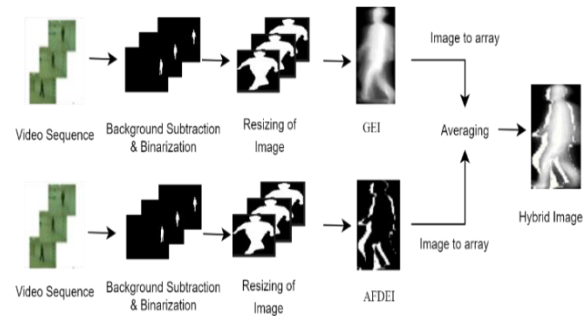 Image to array
Video Sequence
Background Subtraction
& Binarization
Resizing of
Image
GEI
Averaging
Hybrid Image
Image to array
Video Sequence
Background Subtraction
& Binarization
Resizing of
Image
AFDEI